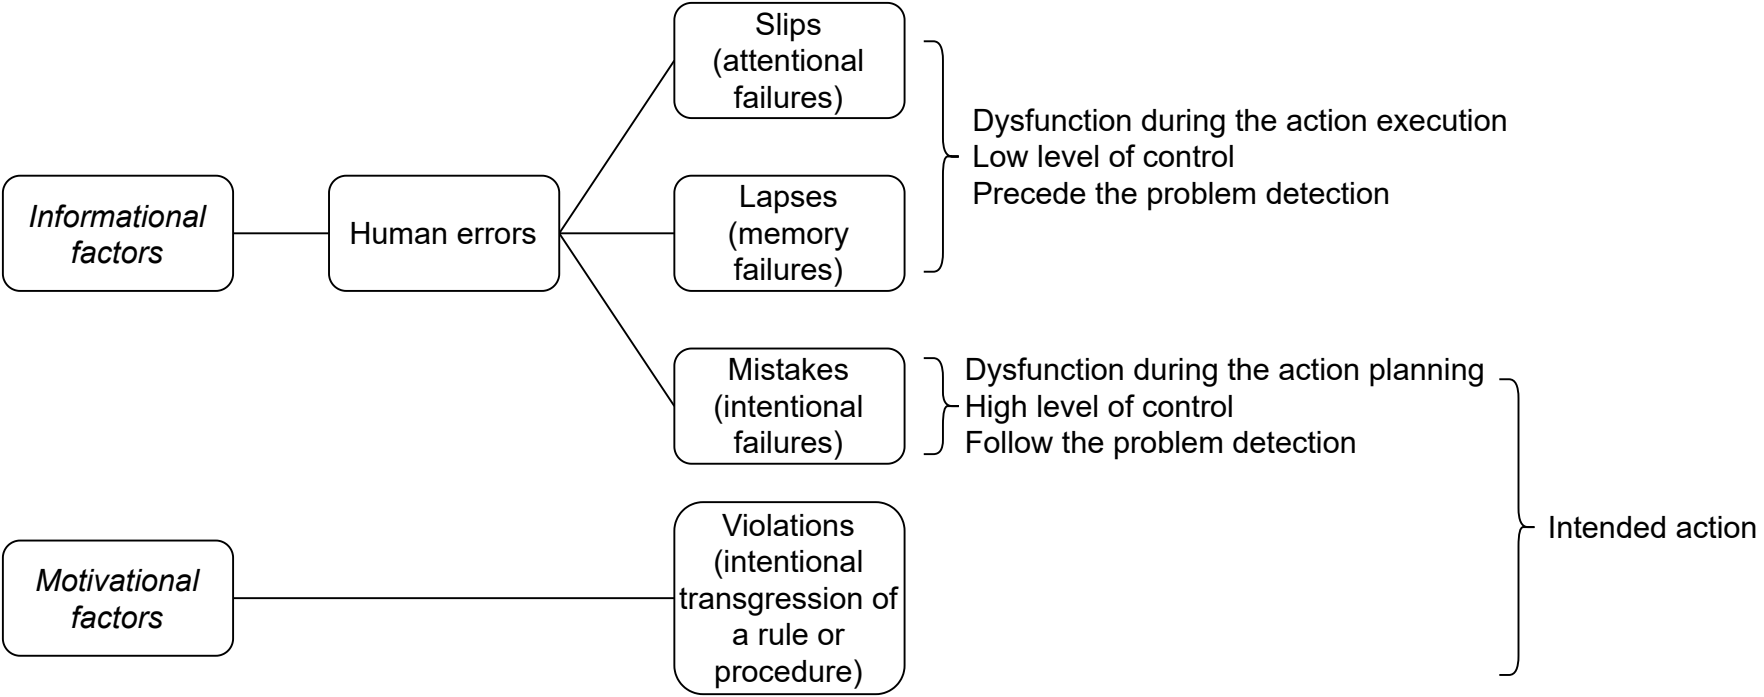 Slips
(attentional
failures)
Dysfunction during the action execution
Low level of control
Precede the problem detection
Informational
factors
Human errors
Lapses
(memory
failures)
Mistakes
(intentional
failures)
Dysfunction during the action planning
High level of control
Follow the problem detection
Violations
(intentional
transgression of
a rule or
procedure)
Intended action
Motivational
factors